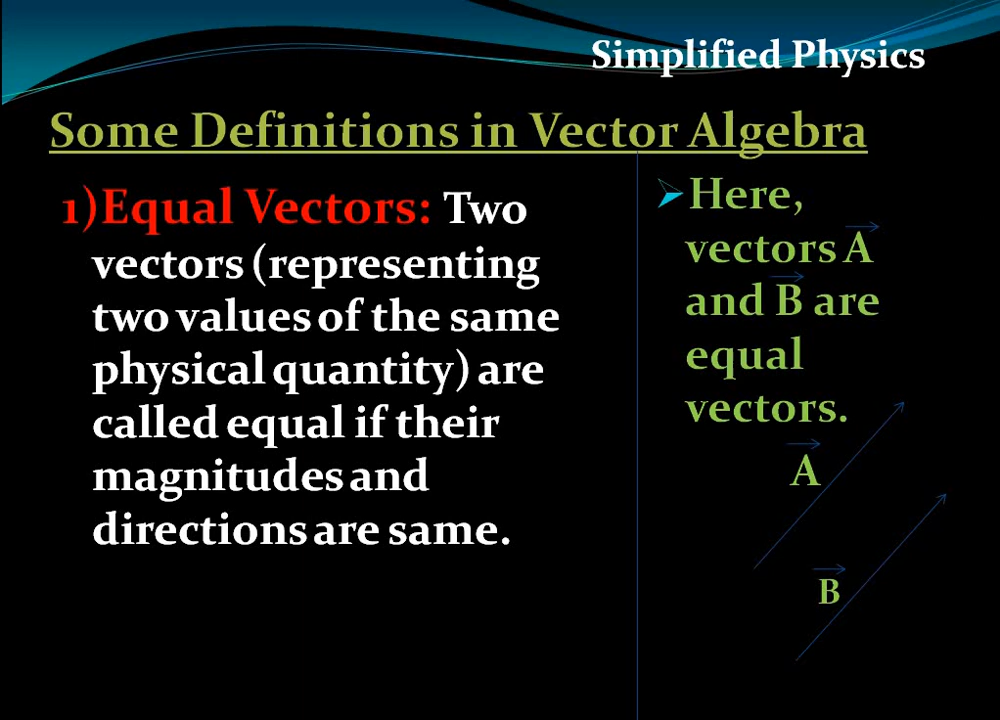 Simplified Physics
Some Definitions in Vector Algebra
1)Equal Vectors: Two
vectors (representing
two values of the same
physical quantity) are
called equal if their
magnitudes and
directions are same.
Here,
vectors A
and B are
equal
vectors.
A
B